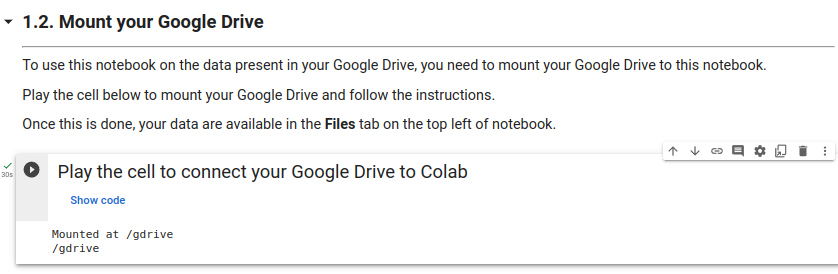 1.2. Mount your Google Drive
To use this notebook on the data present in your Google Drive, you need to mount your Google Drive to this notebook.
Play the cell below to mount your Google Drive and follow the instructions.
Once this is done, your data are available in the Files tab on the top left of notebook.
30s
Play the cell to connect your Google Drive to Colab
Show code
Mounted at /gdrive
/gdrive